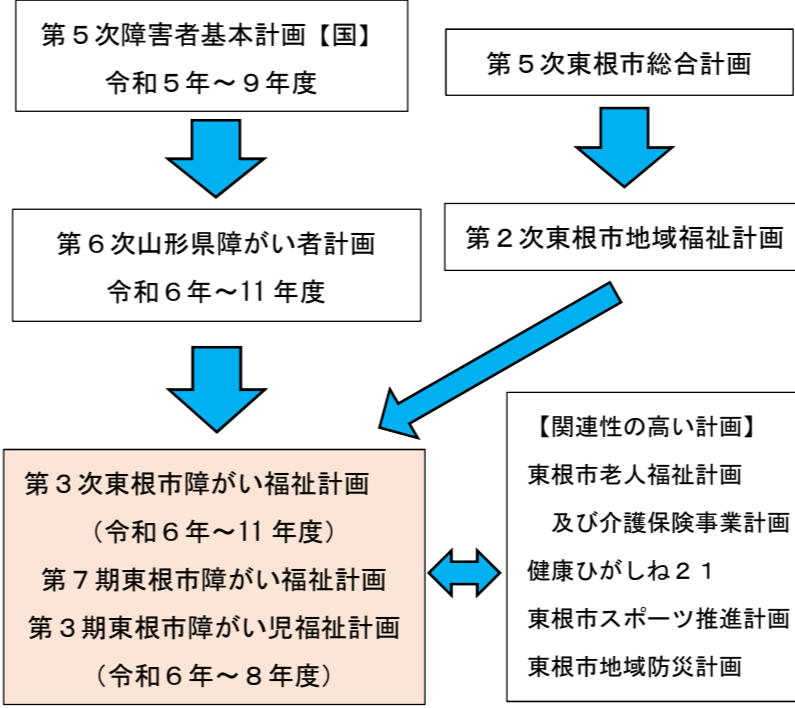 第５次障害者基本計画【国】
令和５年～９年度
第５次東根市総合計画
第６次山形県障がい者計画
令和６年～11 年度
第２次東根市地域福祉計画
第３次東根市障がい福祉計画
（令和６年～11 年度）
第７期東根市障がい福祉計画
第３期東根市障がい児福祉計画
（令和６年～８年度）
【関連性の高い計画】
東根市老人福祉計画
及び介護保険事業計画
健康ひがしね２１
東根市スポーツ推進計画
東根市地域防災計画